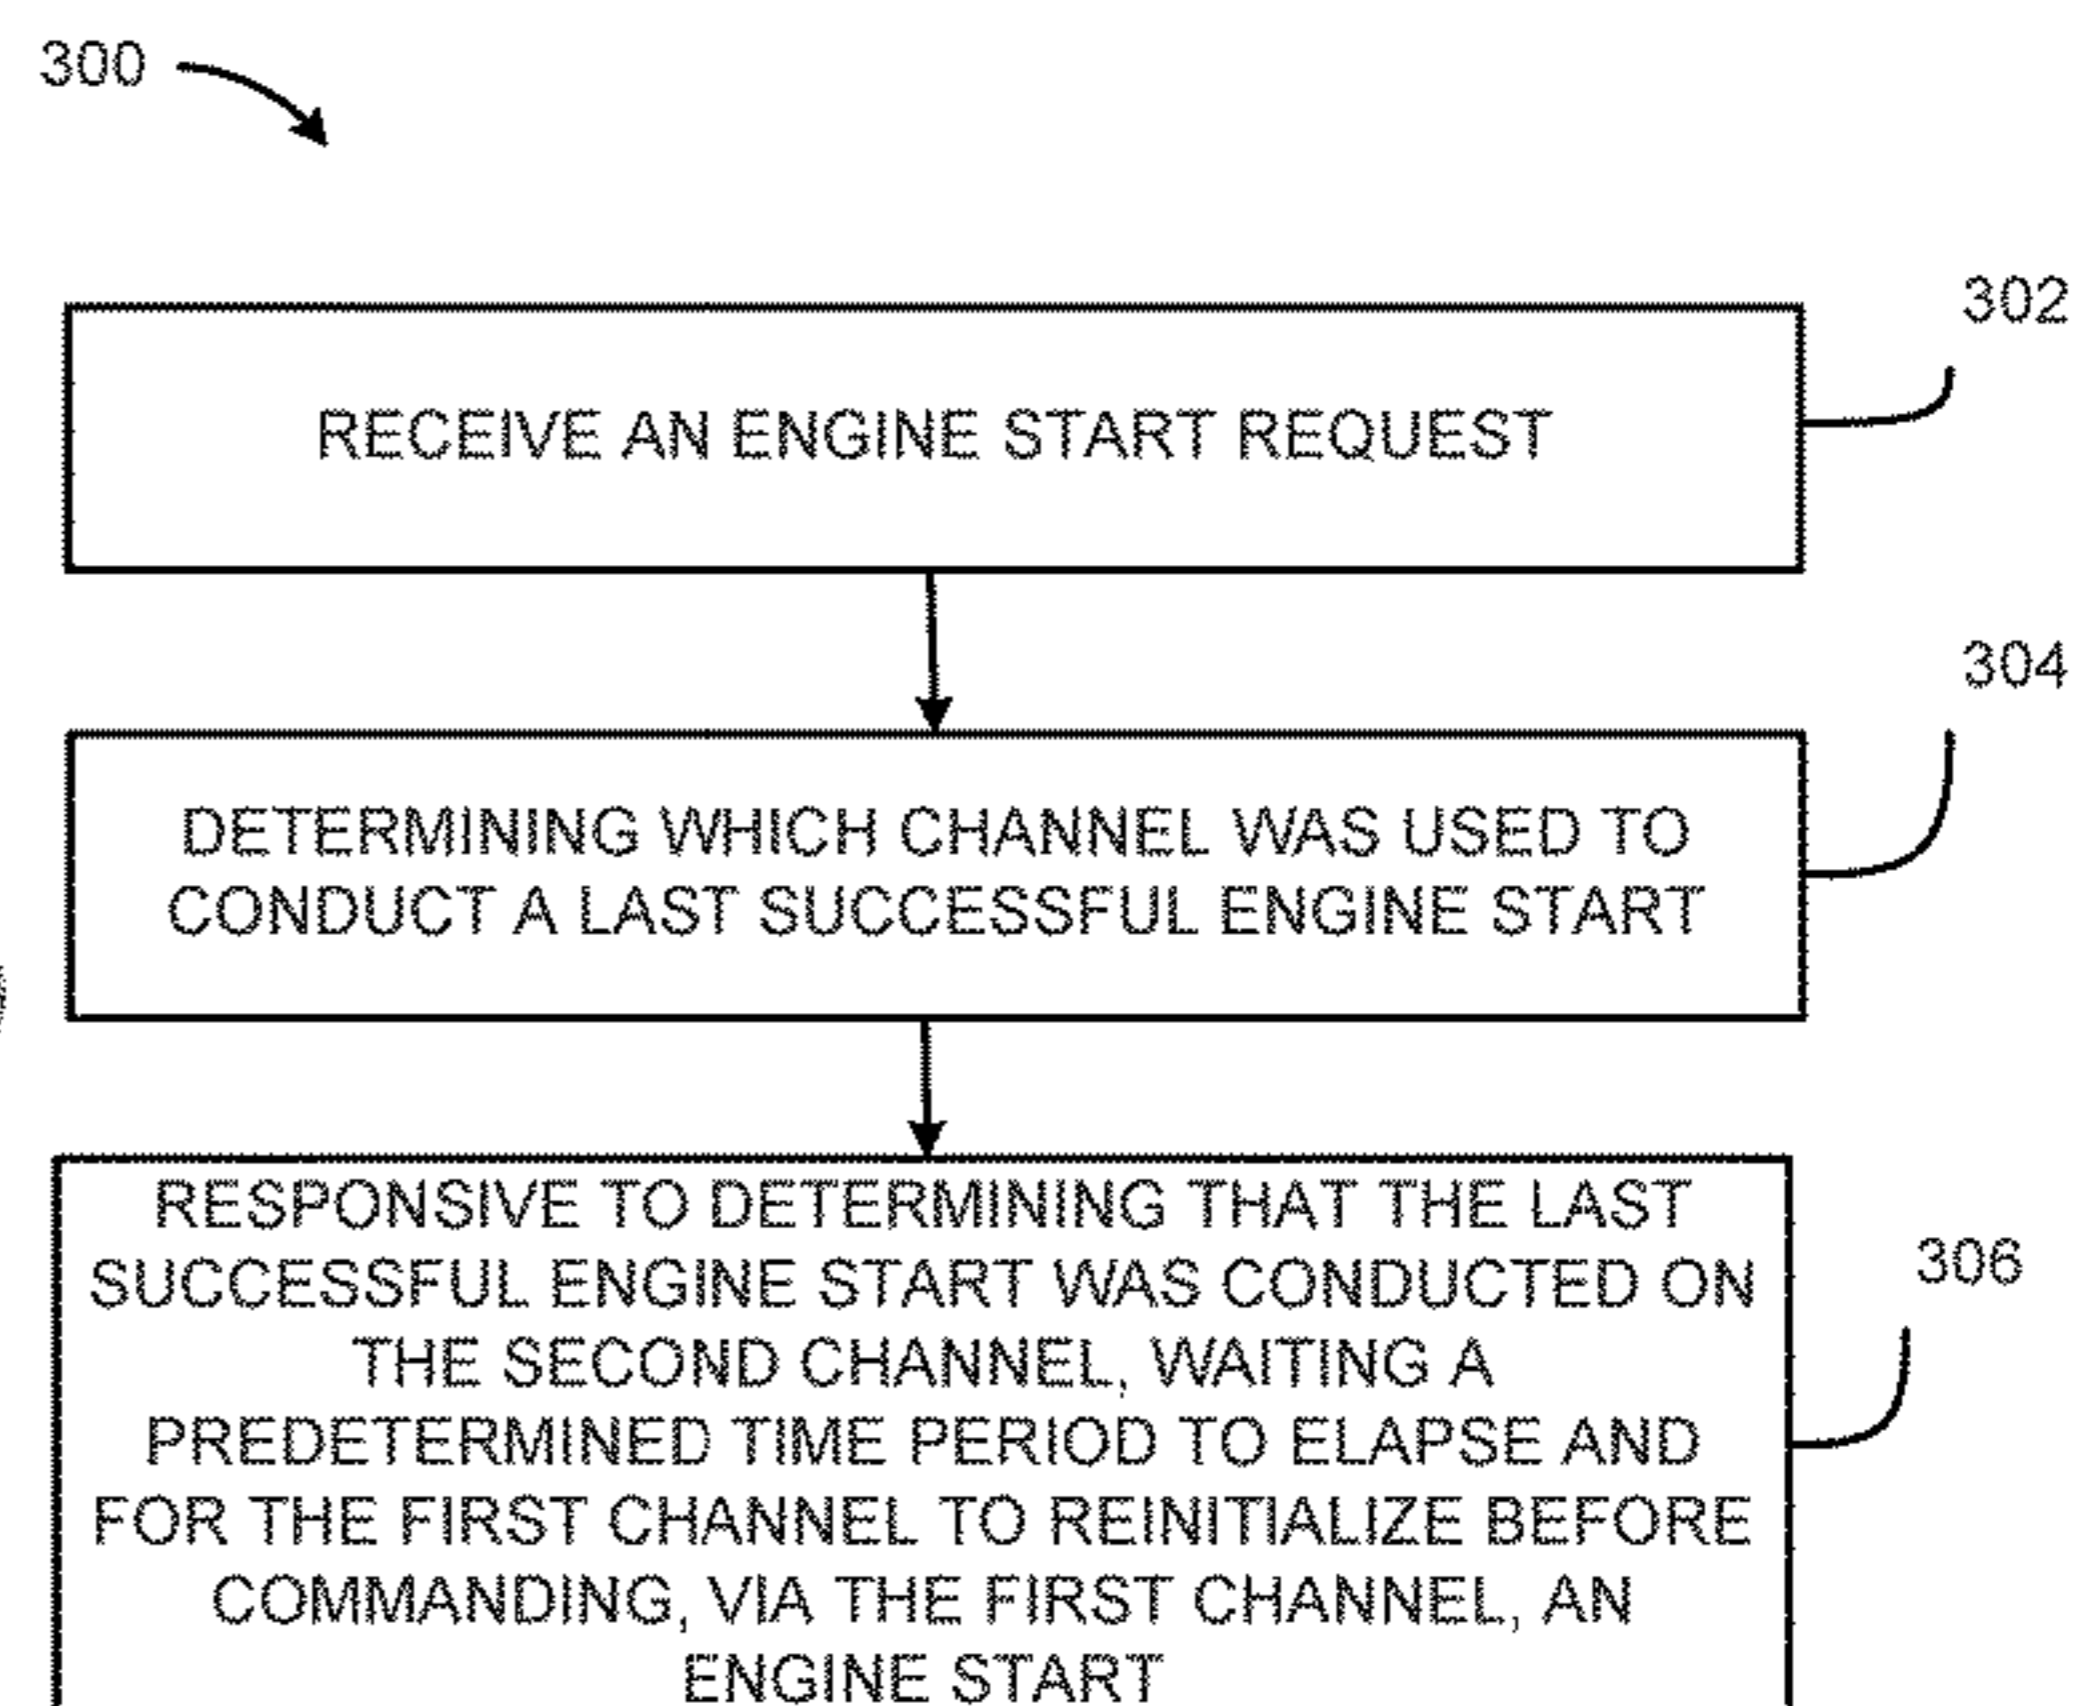 300
302
RECEIVE AN ENGINE START REQUEST
304
DETERMINING WHICH CHANNEL WAS USED TO
CONDUCT A LAST SUCCESSFUL ENGINE START
RESPONSIVE TO DETERMINING THAT THE LAST
SUCCESSFUL ENGINE START WAS CONDUCTED ON
THE SECOND CHANNEL, WAITING A
PREDETERMINED TIME PERIOD TO ELAPSE AND
FOR THE FIRST CHANNEL TO REINITIALIZE BEFORE
COMMANDING, VIA THE FIRST CHANNEL, AN
ENGINE START
306